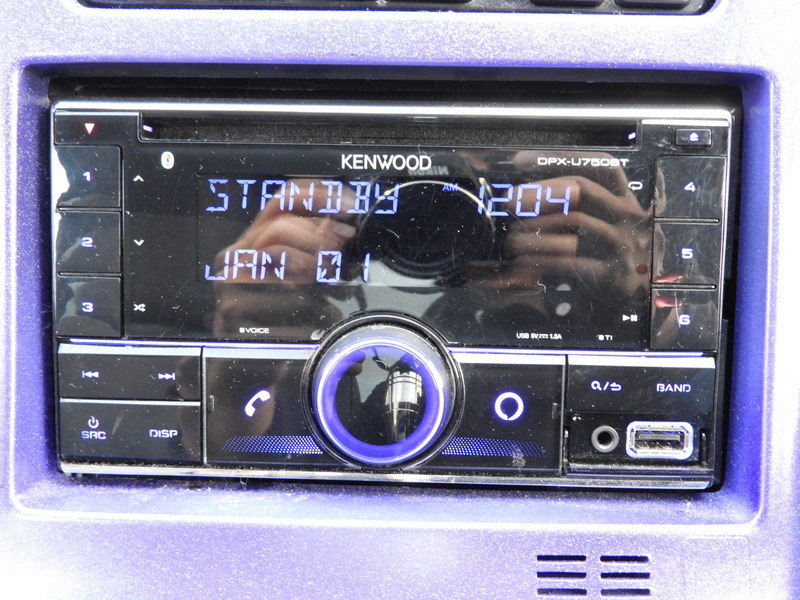 KENWOOD
DPX-U750BT
1
STANDBY AM 1204
4
2
JAN 01
5
3
6
VOICE
USB 5V 1.5A
BAND
SRC
DISP